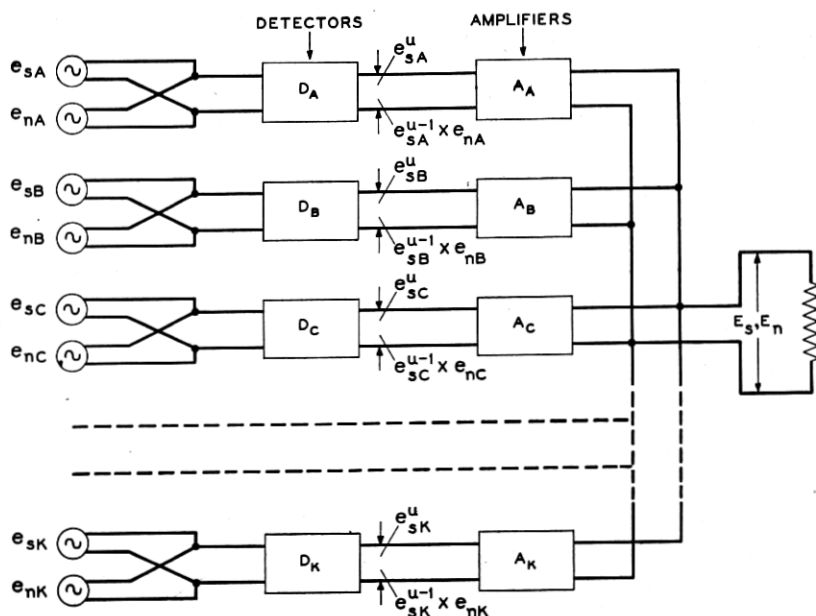 DETECTORS AMPLIFIERS
e_sA D_A e^u_sA A_A
e_nA e^{u-1}_sA x e_nA
e_sB D_B e^u_sB A_B
e_nB e^{u-1}_sB x e_nB
e_sC D_C e^u_sC A_C
e_nC e^{u-1}_sC x e_nC
E_s, E_n
e_sK D_K e^u_sK A_K
e_nK e^{u-1}_sK x e_nK